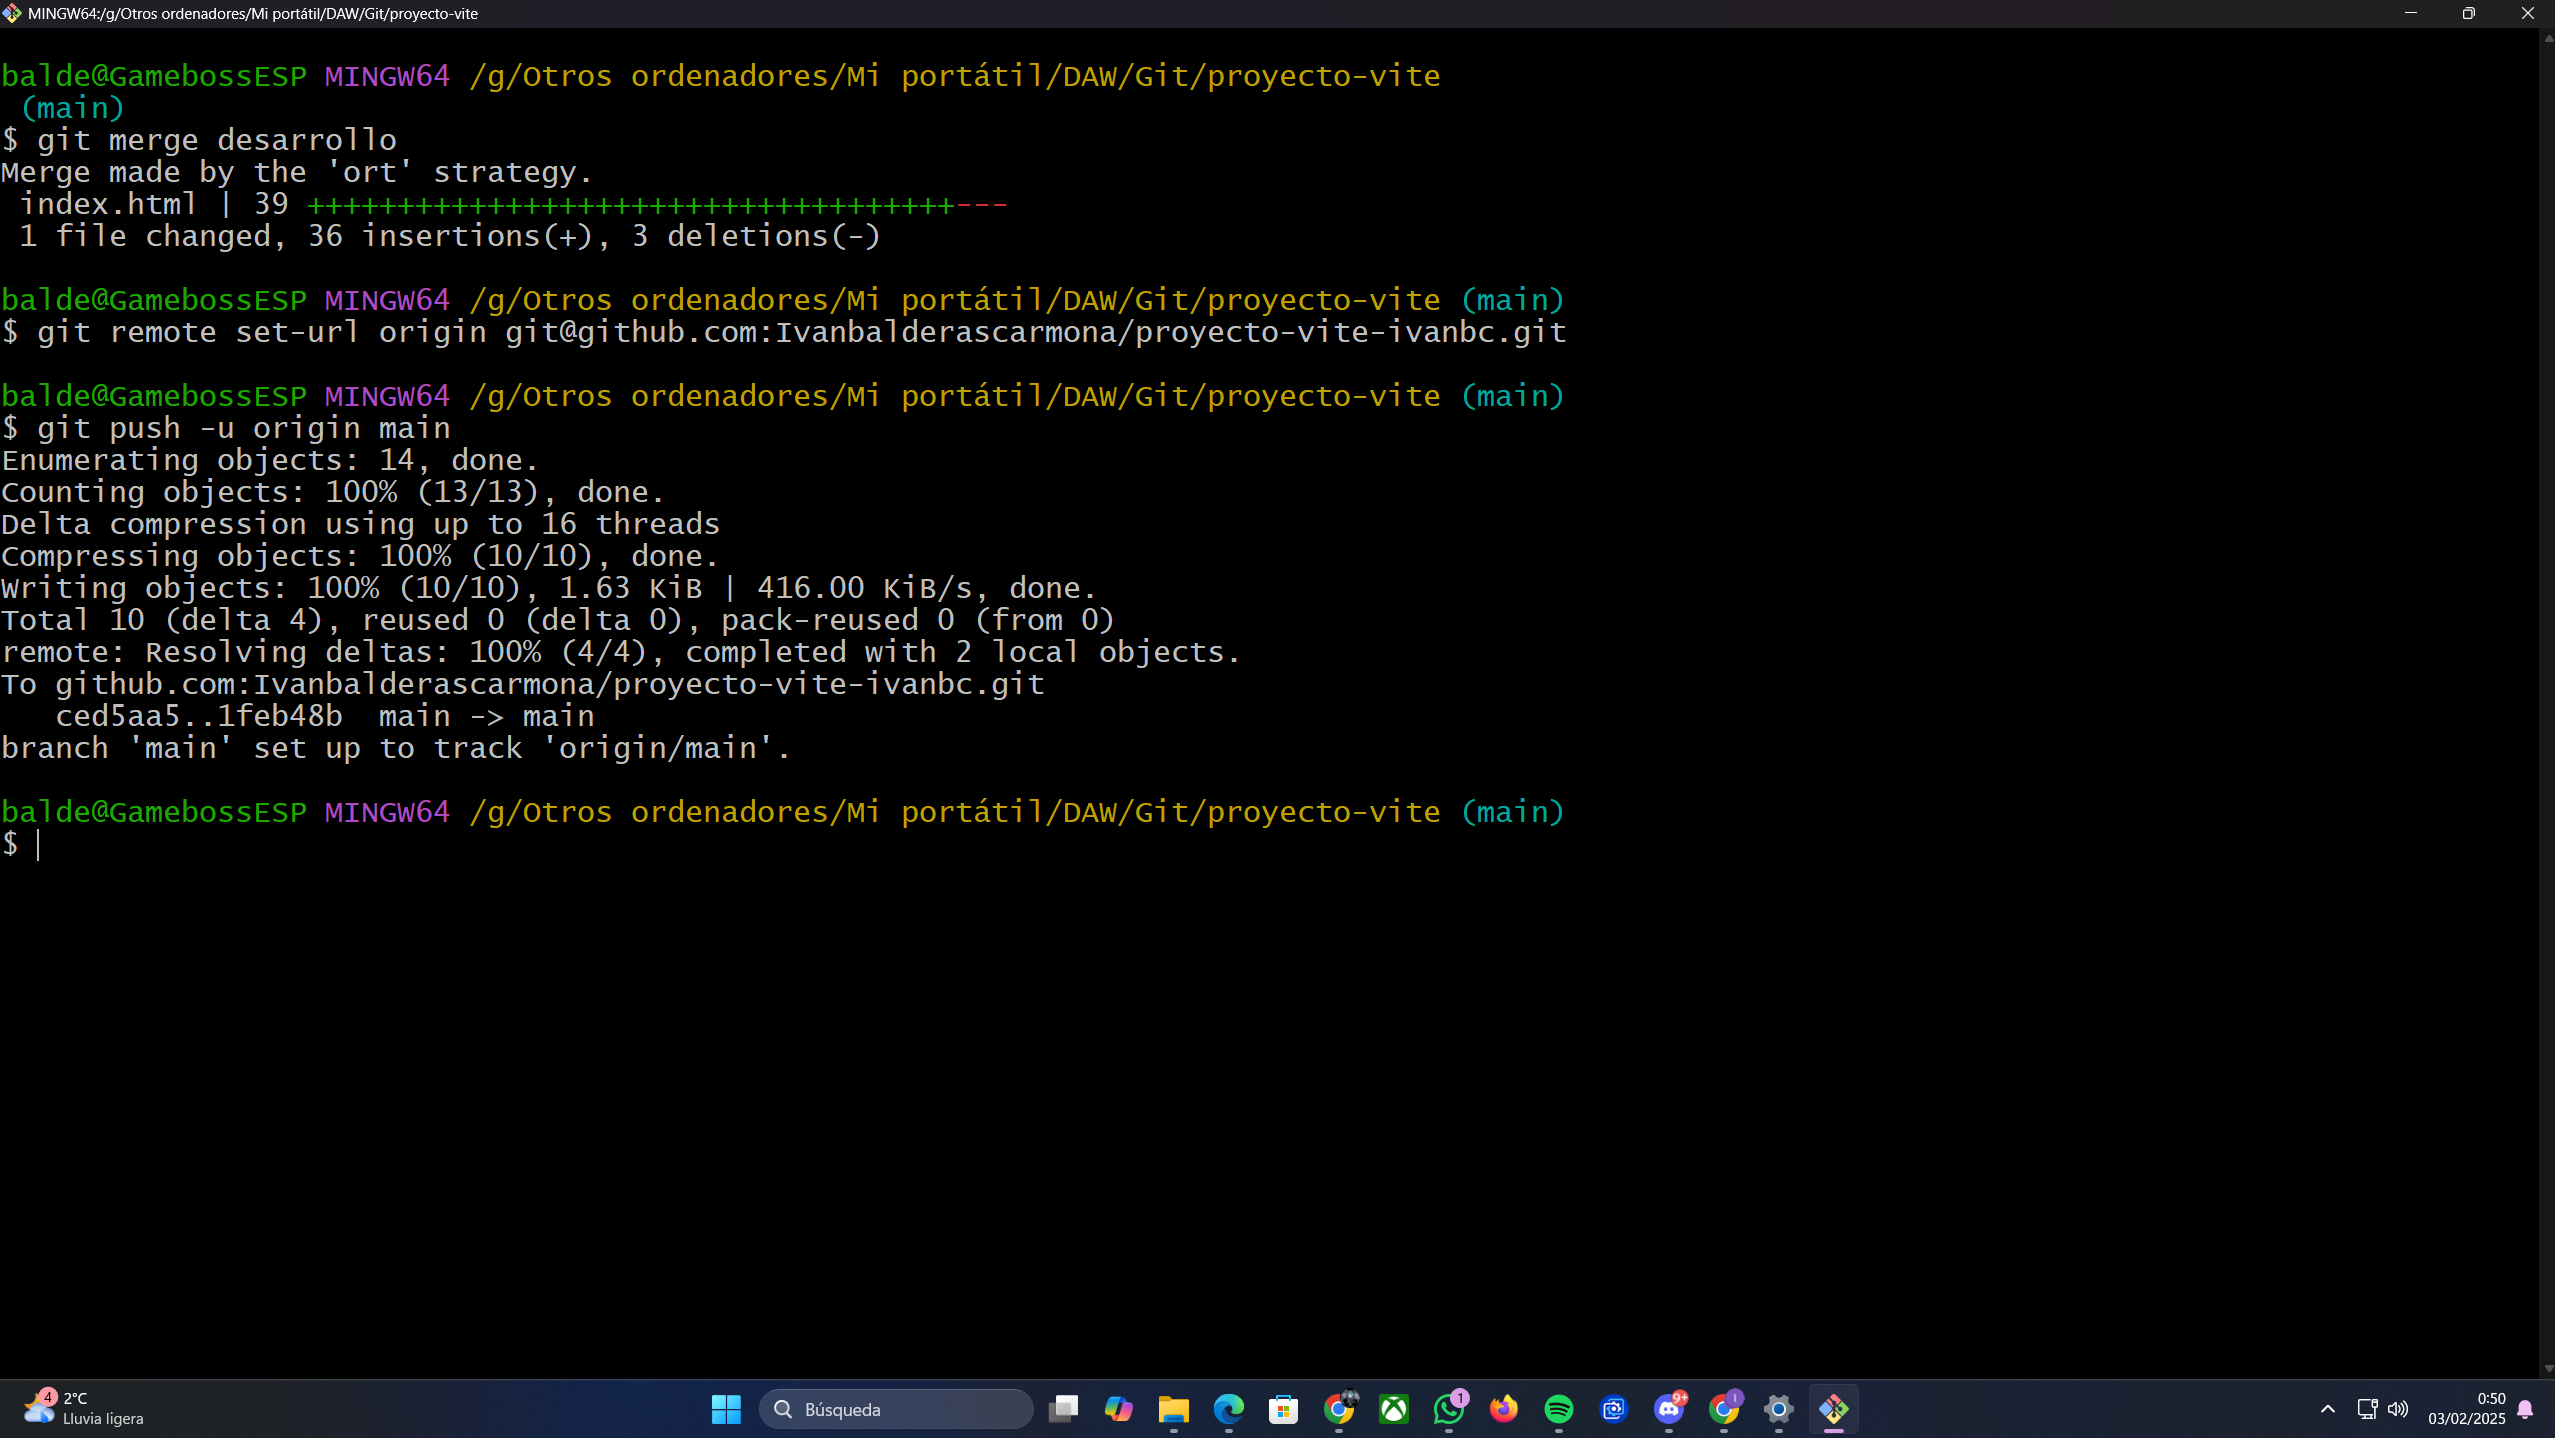 MINGW64:/g/Otros ordenadores/Mi portátil/DAW/Git/proyecto-vite
balde@GamebossESP MINGW64 /g/Otros ordenadores/Mi portátil/DAW/Git/proyecto-vite
(main)
$ git merge desarrollo
Merge made by the 'ort' strategy.
index.html | 39 ++++++++++++++++++++++++++++++++++++---
1 file changed, 36 insertions(+), 3 deletions(-)
balde@GamebossESP MINGW64 /g/Otros ordenadores/Mi portátil/DAW/Git/proyecto-vite (main)
$ git remote set-url origin git@github.com:Ivanbalderascarmona/proyecto-vite-ivanbc.git
balde@GamebossESP MINGW64 /g/Otros ordenadores/Mi portátil/DAW/Git/proyecto-vite (main)
$ git push -u origin main
Enumerating objects: 14, done.
Counting objects: 100% (13/13), done.
Delta compression using up to 16 threads
Compressing objects: 100% (10/10), done.
Writing objects: 100% (10/10), 1.63 KiB | 416.00 KiB/s, done.
Total 10 (delta 4), reused 0 (delta 0), pack-reused 0 (from 0)
remote: Resolving deltas: 100% (4/4), completed with 2 local objects.
To github.com:Ivanbalderascarmona/proyecto-vite-ivanbc.git
ced5aa5..1feb48b  main -> main
branch 'main' set up to track 'origin/main'.
balde@GamebossESP MINGW64 /g/Otros ordenadores/Mi portátil/DAW/Git/proyecto-vite (main)
$
4
2°C
Lluvia ligera
Búsqueda
1
9+
I
0:50
03/02/2025